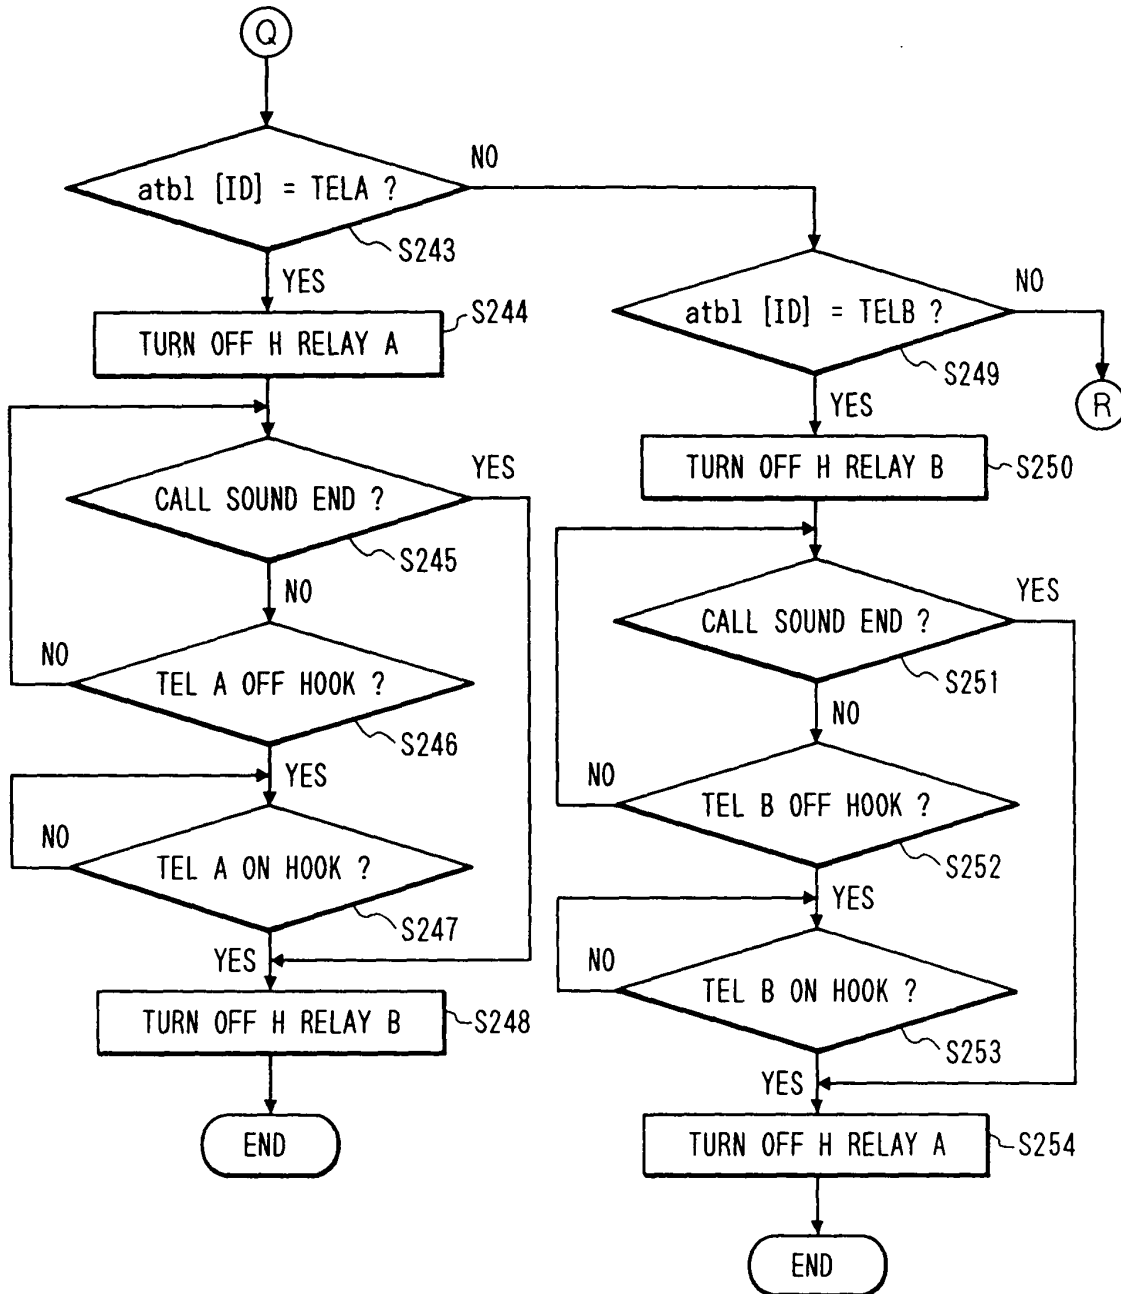 Q
atbl [ID] = TELA ?
NO
S243
YES
TURN OFF H RELAY A
S244
CALL SOUND END ?
YES
S245
NO
TEL A OFF HOOK ?
NO
S246
YES
TEL A ON HOOK ?
NO
S247
YES
TURN OFF H RELAY B
S248
END
atbl [ID] = TELB ?
NO
S249
R
YES
TURN OFF H RELAY B
S250
CALL SOUND END ?
YES
S251
NO
TEL B OFF HOOK ?
NO
S252
YES
TEL B ON HOOK ?
NO
S253
YES
TURN OFF H RELAY A
S254
END